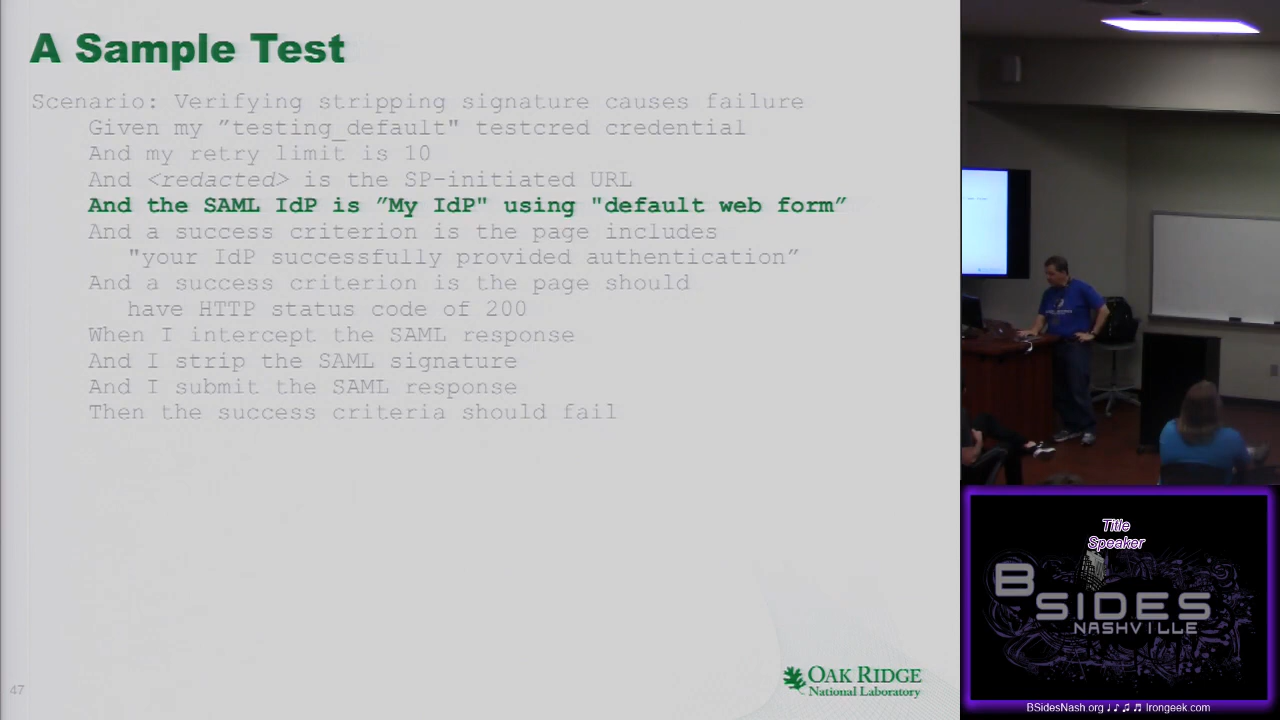 A Sample Test
Scenario: Verifying stripping signature causes failure
Given my ”testing_default" testcred credential
And my retry limit is 10
And <redacted> is the SP-initiated URL
And the SAML IdP is ”My IdP" using "default web form”
And a success criterion is the page includes
"your IdP successfully provided authentication”
And a success criterion is the page should
have HTTP status code of 200
When I intercept the SAML response
And I strip the SAML signature
And I submit the SAML response
Then the success criteria should fail
47
OAK RIDGE
National Laboratory
Title
Speaker
BSIDES
NASHVILLE
BSidesNash.org ♩ ♪ ♫ ♬ Irongeek.com